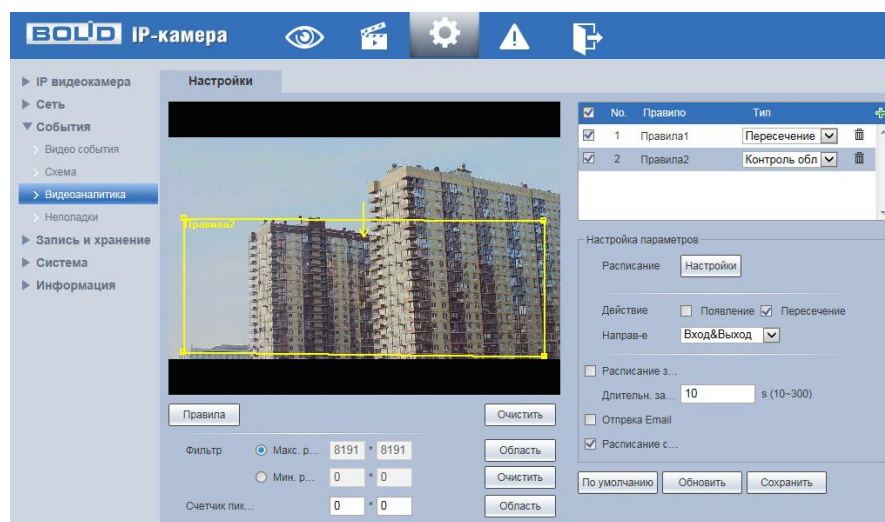 BOLID IP-камера
IP видеокамера
Сеть
События
Видео события
Схема
Видеоаналитика
Неполадки
Запись и хранение
Система
Информация
Настройки
Правила2
Правила
Очистить
Фильтр Макс. р... 8191 * 8191 Область
Мин. р... 0 * 0 Очистить
Счетчик пик... 0 * 0 Область
No. Правило Тип
1 Правила1 Пересечение
2 Правила2 Контроль обл
Настройка параметров
Расписание Настройки
Действие Появление Пересечение
Направ-е Вход&Выход
Расписание з...
Длительн. за... 10 s (10~300)
Отпрвка Email
Расписание с...
По умолчанию Обновить Сохранить